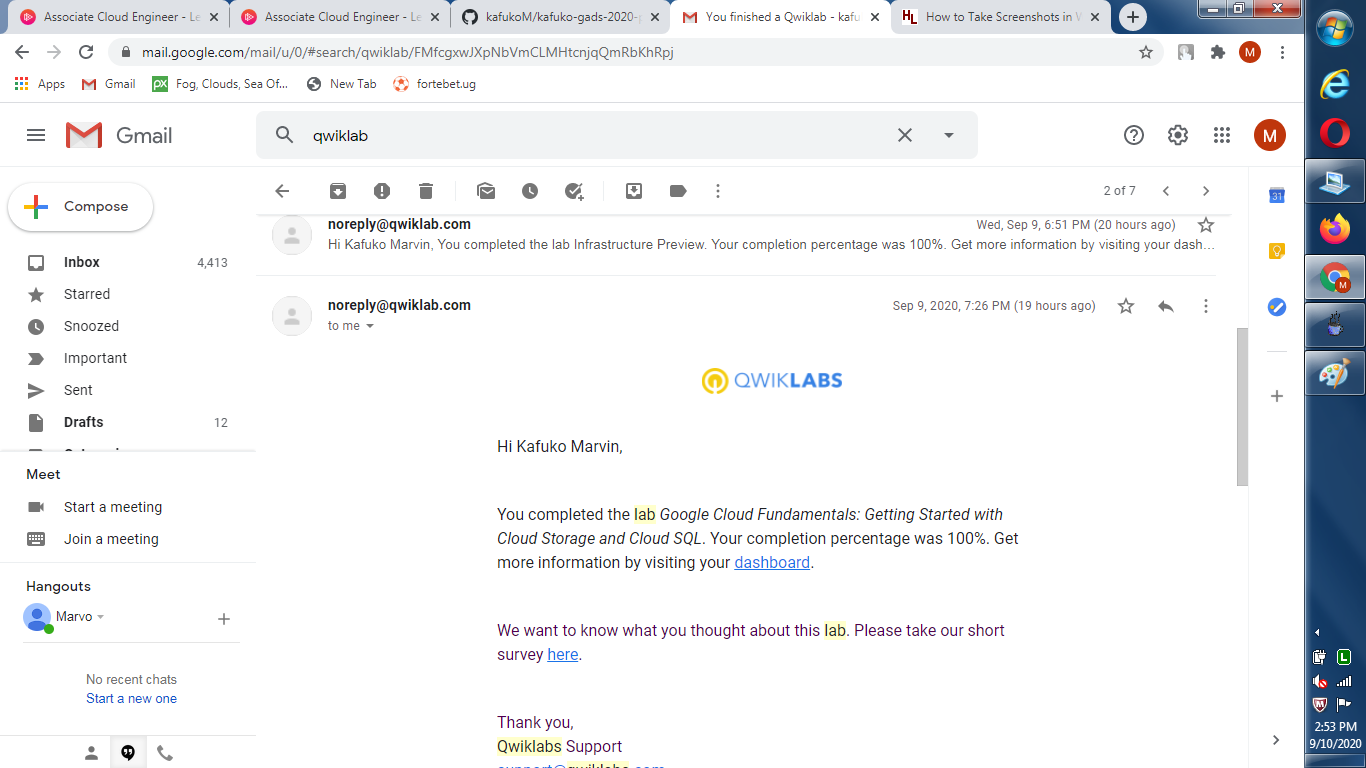 Associate Cloud Engineer - Le
Associate Cloud Engineer - Le
kafukoM/kafuko-gads-2020-p
You finished a Qwiklab - kafu
How to Take Screenshots in W
mail.google.com/mail/u/0/#search/qwiklab/FMfcgxwJXpNbVmCLMHtcnjqQmRbKhRpj
M
Apps
Gmail
Fog, Clouds, Sea Of...
New Tab
fortebet.ug
Gmail
qwiklab
M
Compose
2 of 7
31
Inbox 4,413
Starred
Snoozed
Important
Sent
Drafts 12
Meet
Start a meeting
Join a meeting
Hangouts
Marvo
No recent chats
Start a new one
noreply@qwiklab.com Wed, Sep 9, 6:51 PM (20 hours ago)
Hi Kafuko Marvin, You completed the lab Infrastructure Preview. Your completion percentage was 100%. Get more information by visiting your dash...
noreply@qwiklab.com Sep 9, 2020, 7:26 PM (19 hours ago)
to me
QWIKLABS
Hi Kafuko Marvin,
You completed the lab Google Cloud Fundamentals: Getting Started with
Cloud Storage and Cloud SQL. Your completion percentage was 100%. Get
more information by visiting your dashboard.
We want to know what you thought about this lab. Please take our short
survey here.
Thank you,
Qwiklabs Support
2:53 PM
9/10/2020